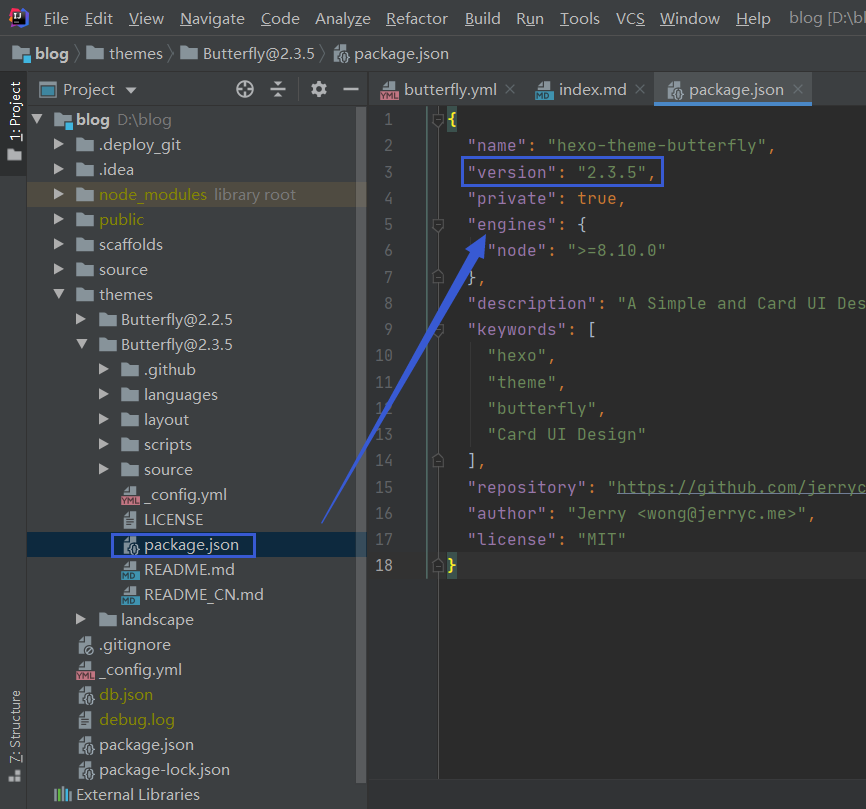 File Edit View Navigate Code Analyze Refactor Build Run Tools VCS Window Help blog [D:\bl
blog themes Butterfly@2.3.5 package.json
1: Project
Project
butterfly.yml index.md package.json
blog D:\blog
.deploy_git
.idea
node_modules library root
public
scaffolds
source
themes
Butterfly@2.2.5
Butterfly@2.3.5
.github
languages
layout
scripts
source
_config.yml
LICENSE
package.json
README.md
README_CN.md
landscape
.gitignore
_config.yml
db.json
debug.log
package.json
package-lock.json
External Libraries
7: Structure
1 {
2 "name": "hexo-theme-butterfly",
3 "version": "2.3.5",
4 "private": true,
5 "engines": {
6 "node": ">=8.10.0"
7 },
8 "description": "A Simple and Card UI Des
9 "keywords": [
10 "hexo",
11 "theme",
12 "butterfly",
13 "Card UI Design"
14 ],
15 "repository": "https://github.com/jerryc
16 "author": "Jerry <wong@jerryc.me>",
17 "license": "MIT"
18 }